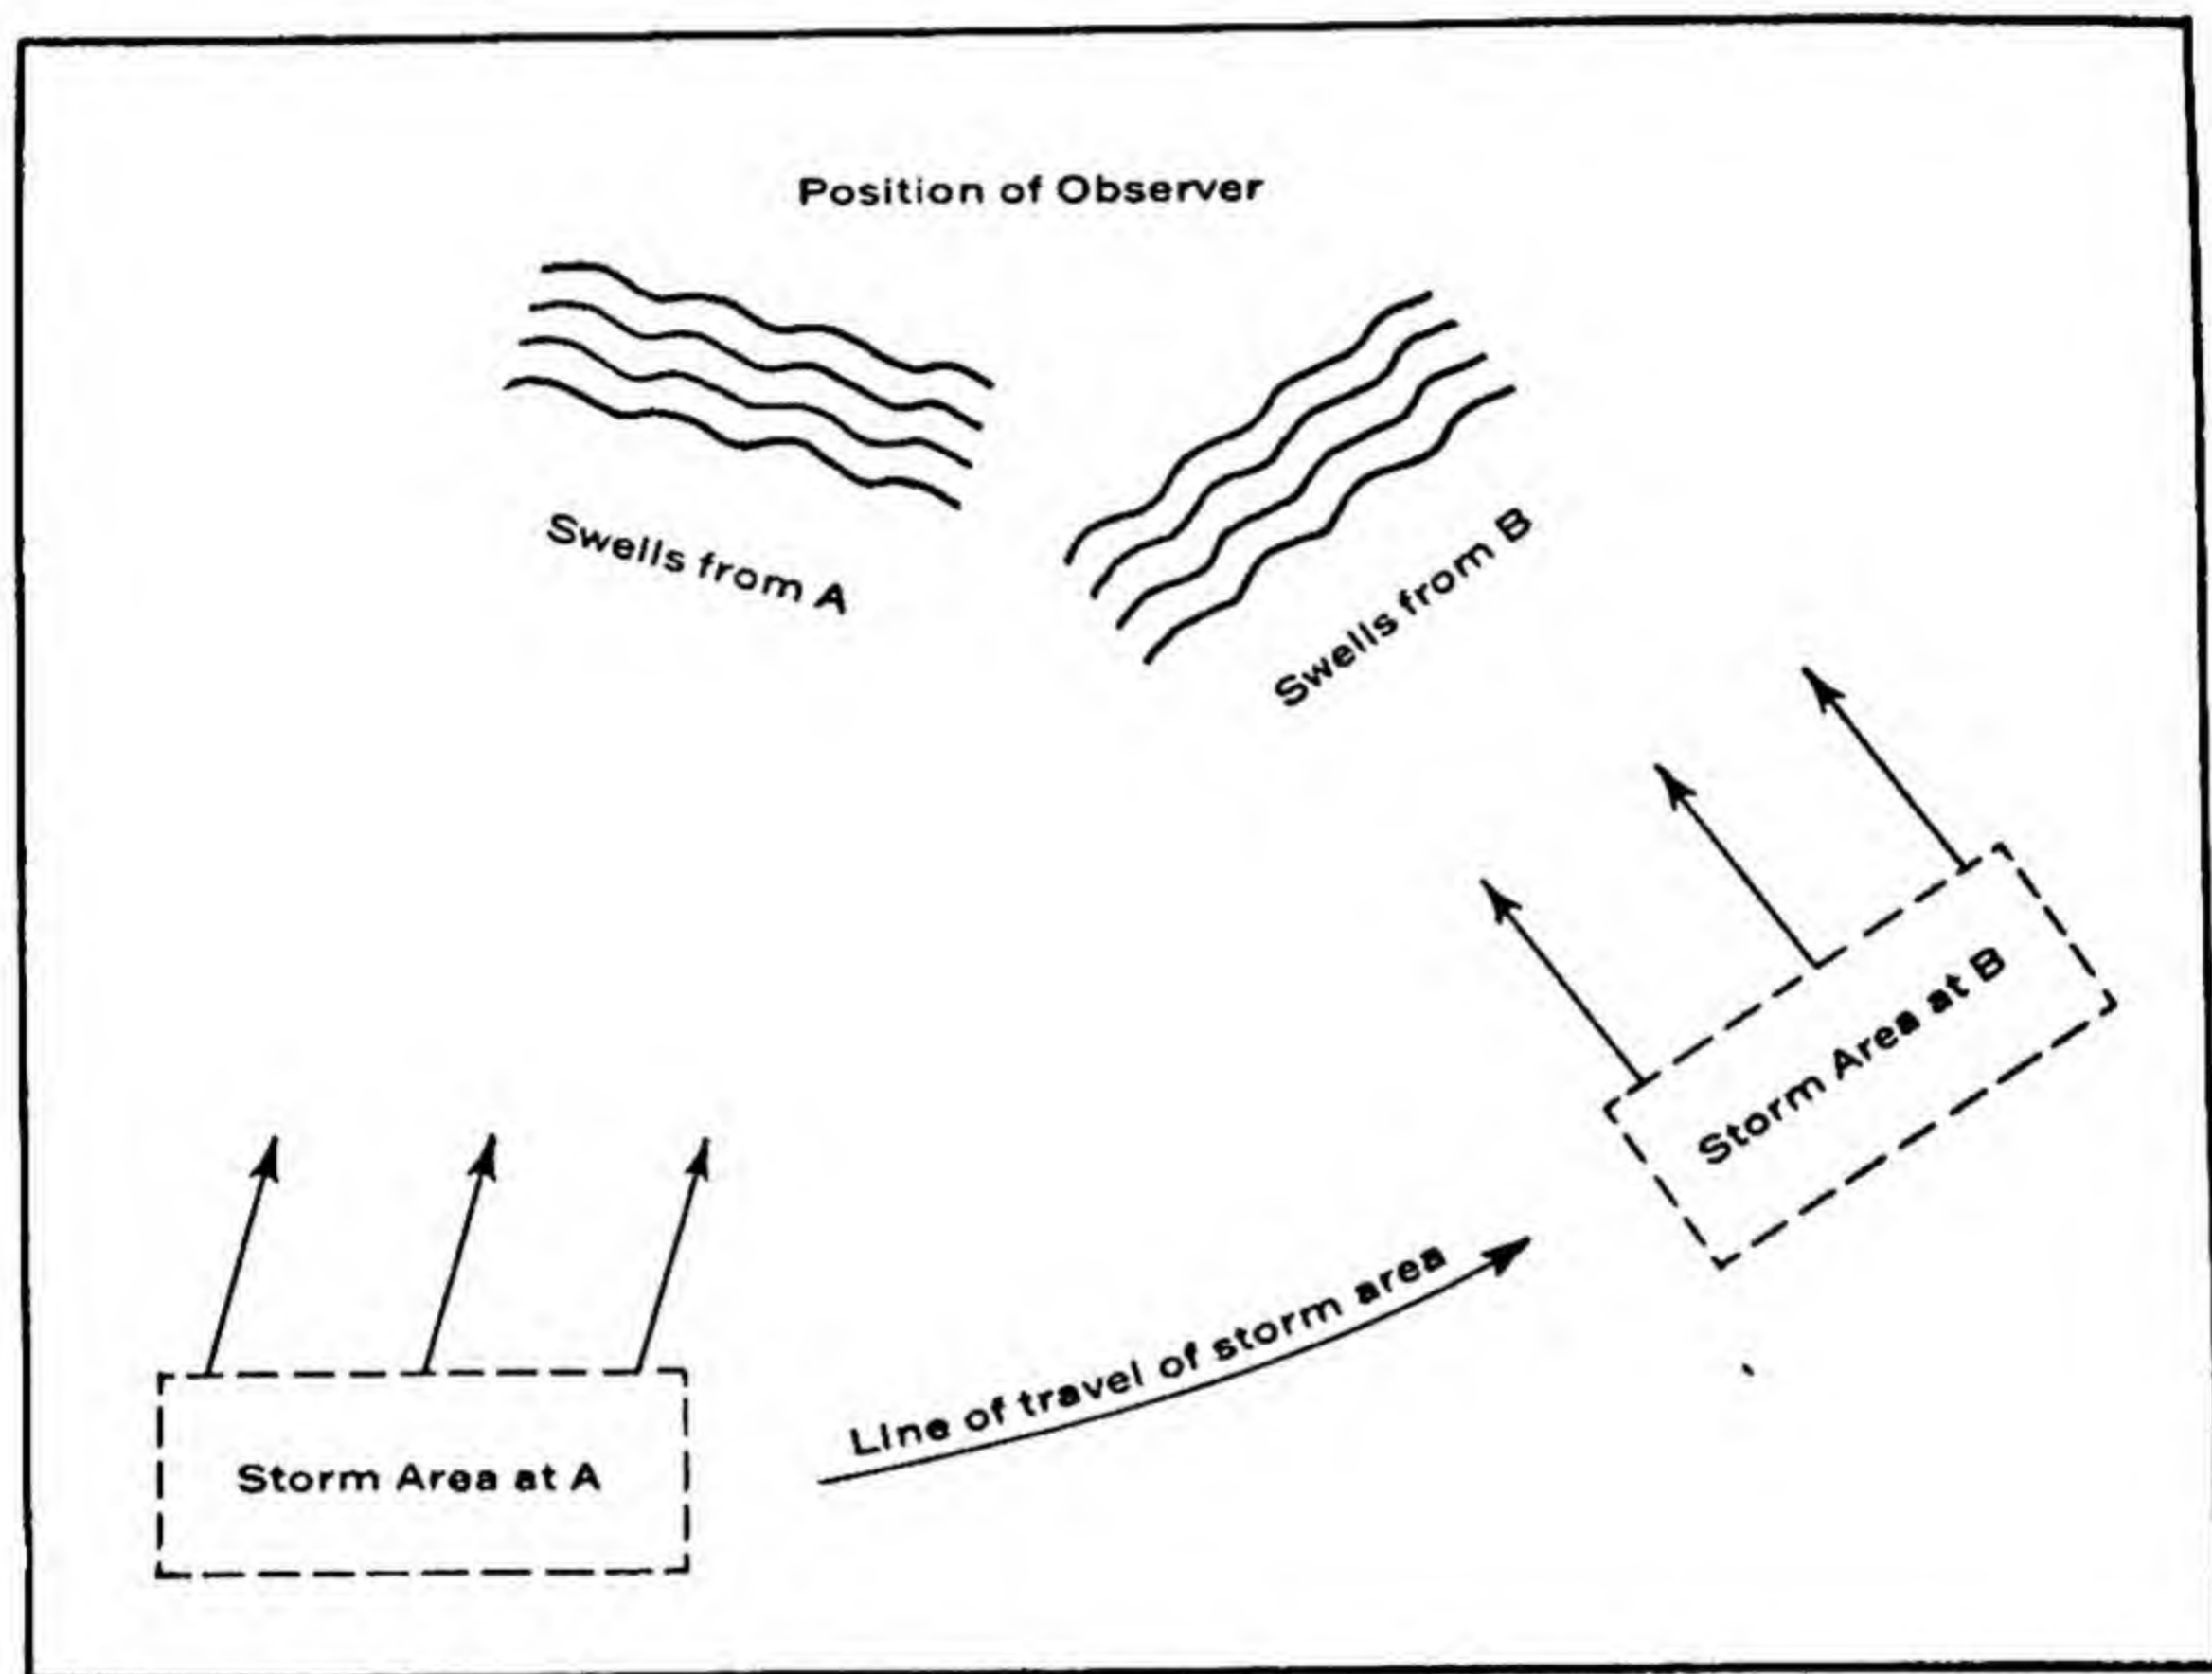 Position of Observer
Swells from A
Swells from B
Storm Area at B
Line of travel of storm area
Storm Area at A